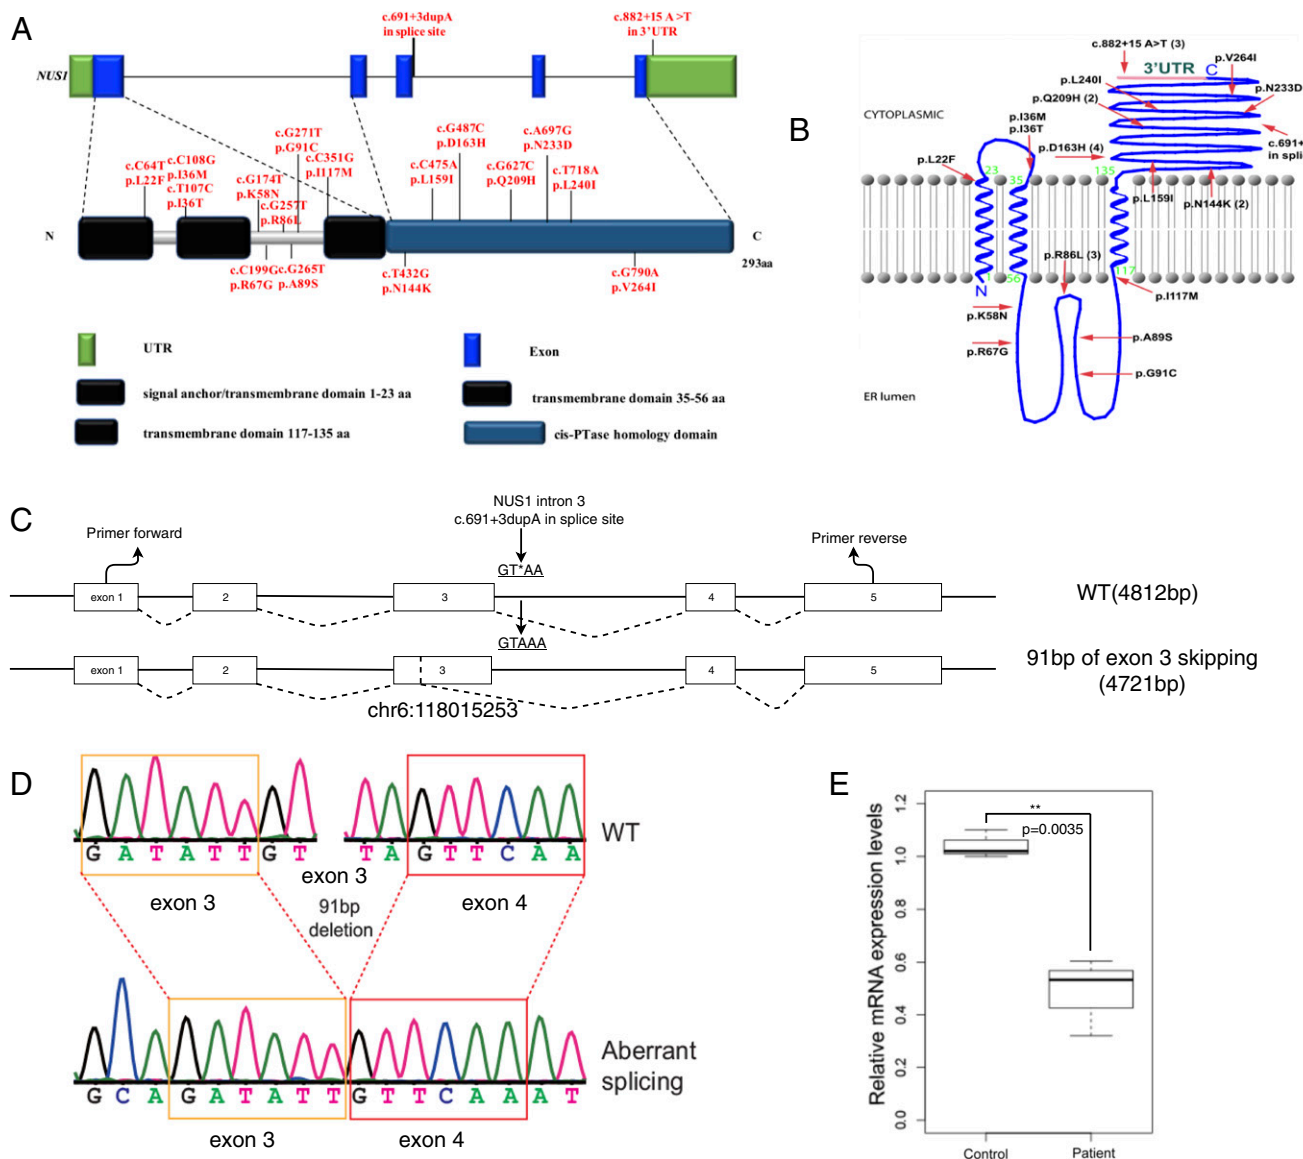 A
c.691+3dupA
in splice site
c.882+15 A >T
in 3'UTR
NUS1
c.G271T
p.G91C
c.G487C
p.D163H
c.A697G
p.N233D
c.C64T
p.L22F
c.C108G
p.I36M
c.T107C
p.I36T
c.G174T
p.K58N
c.G257T
p.R86L
c.C351G
p.I117M
c.C475A
p.L159I
c.G627C
p.Q209H
c.T718A
p.L240I
N
C
293aa
c.C199G
p.R67G
c.G265T
p.A89S
c.T432G
p.N144K
c.G790A
p.V264I
UTR
Exon
signal anchor/transmembrane domain 1-23 aa
transmembrane domain 35-56 aa
transmembrane domain 117-135 aa
cis-PTase homology domain
B
c.882+15 A>T (3)
3'UTR
C
p.V264I
p.L240I
p.N233D
p.Q209H (2)
CYTOPLASMIC
p.I36M
p.I36T
p.D163H (4)
c.691+
in spli
p.L22F
23
35
135
p.L159I
p.N144K (2)
p.R86L (3)
1
56
117
N
p.I117M
p.K58N
p.R67G
p.A89S
p.G91C
ER lumen
C
NUS1 intron 3
c.691+3dupA in splice site
Primer forward
Primer reverse
GT*AA
exon 1
2
3
4
5
WT(4812bp)
GTAAA
exon 1
2
3
4
5
91bp of exon 3 skipping
(4721bp)
chr6:118015253
D
G A T A T T G T
T A G T T C A A
WT
exon 3
exon 3
91bp
deletion
exon 4
G C A G A T A T T G T T C A A A T
Aberrant
splicing
exon 3
exon 4
E
Relative mRNA expression levels
1.2
1.0
0.8
0.6
0.4
0.2
0.0
**
p=0.0035
Control
Patient